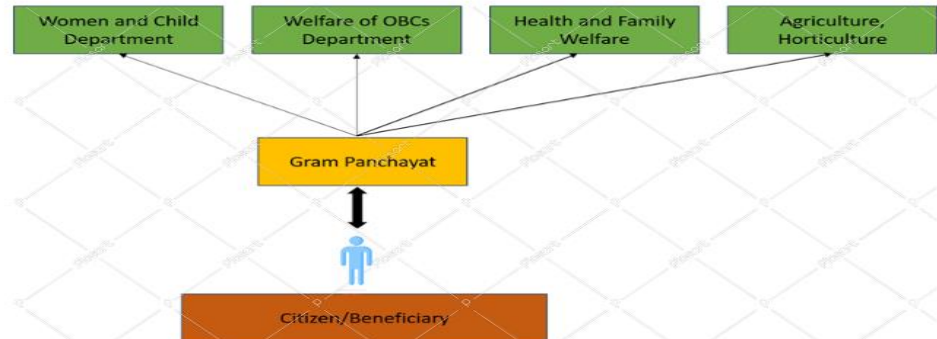 Women and Child
Department
Welfare of OBCs
Department
Health and Family
Welfare
Agriculture,
Horticulture
Gram Panchayat
Citizen/Beneficiary